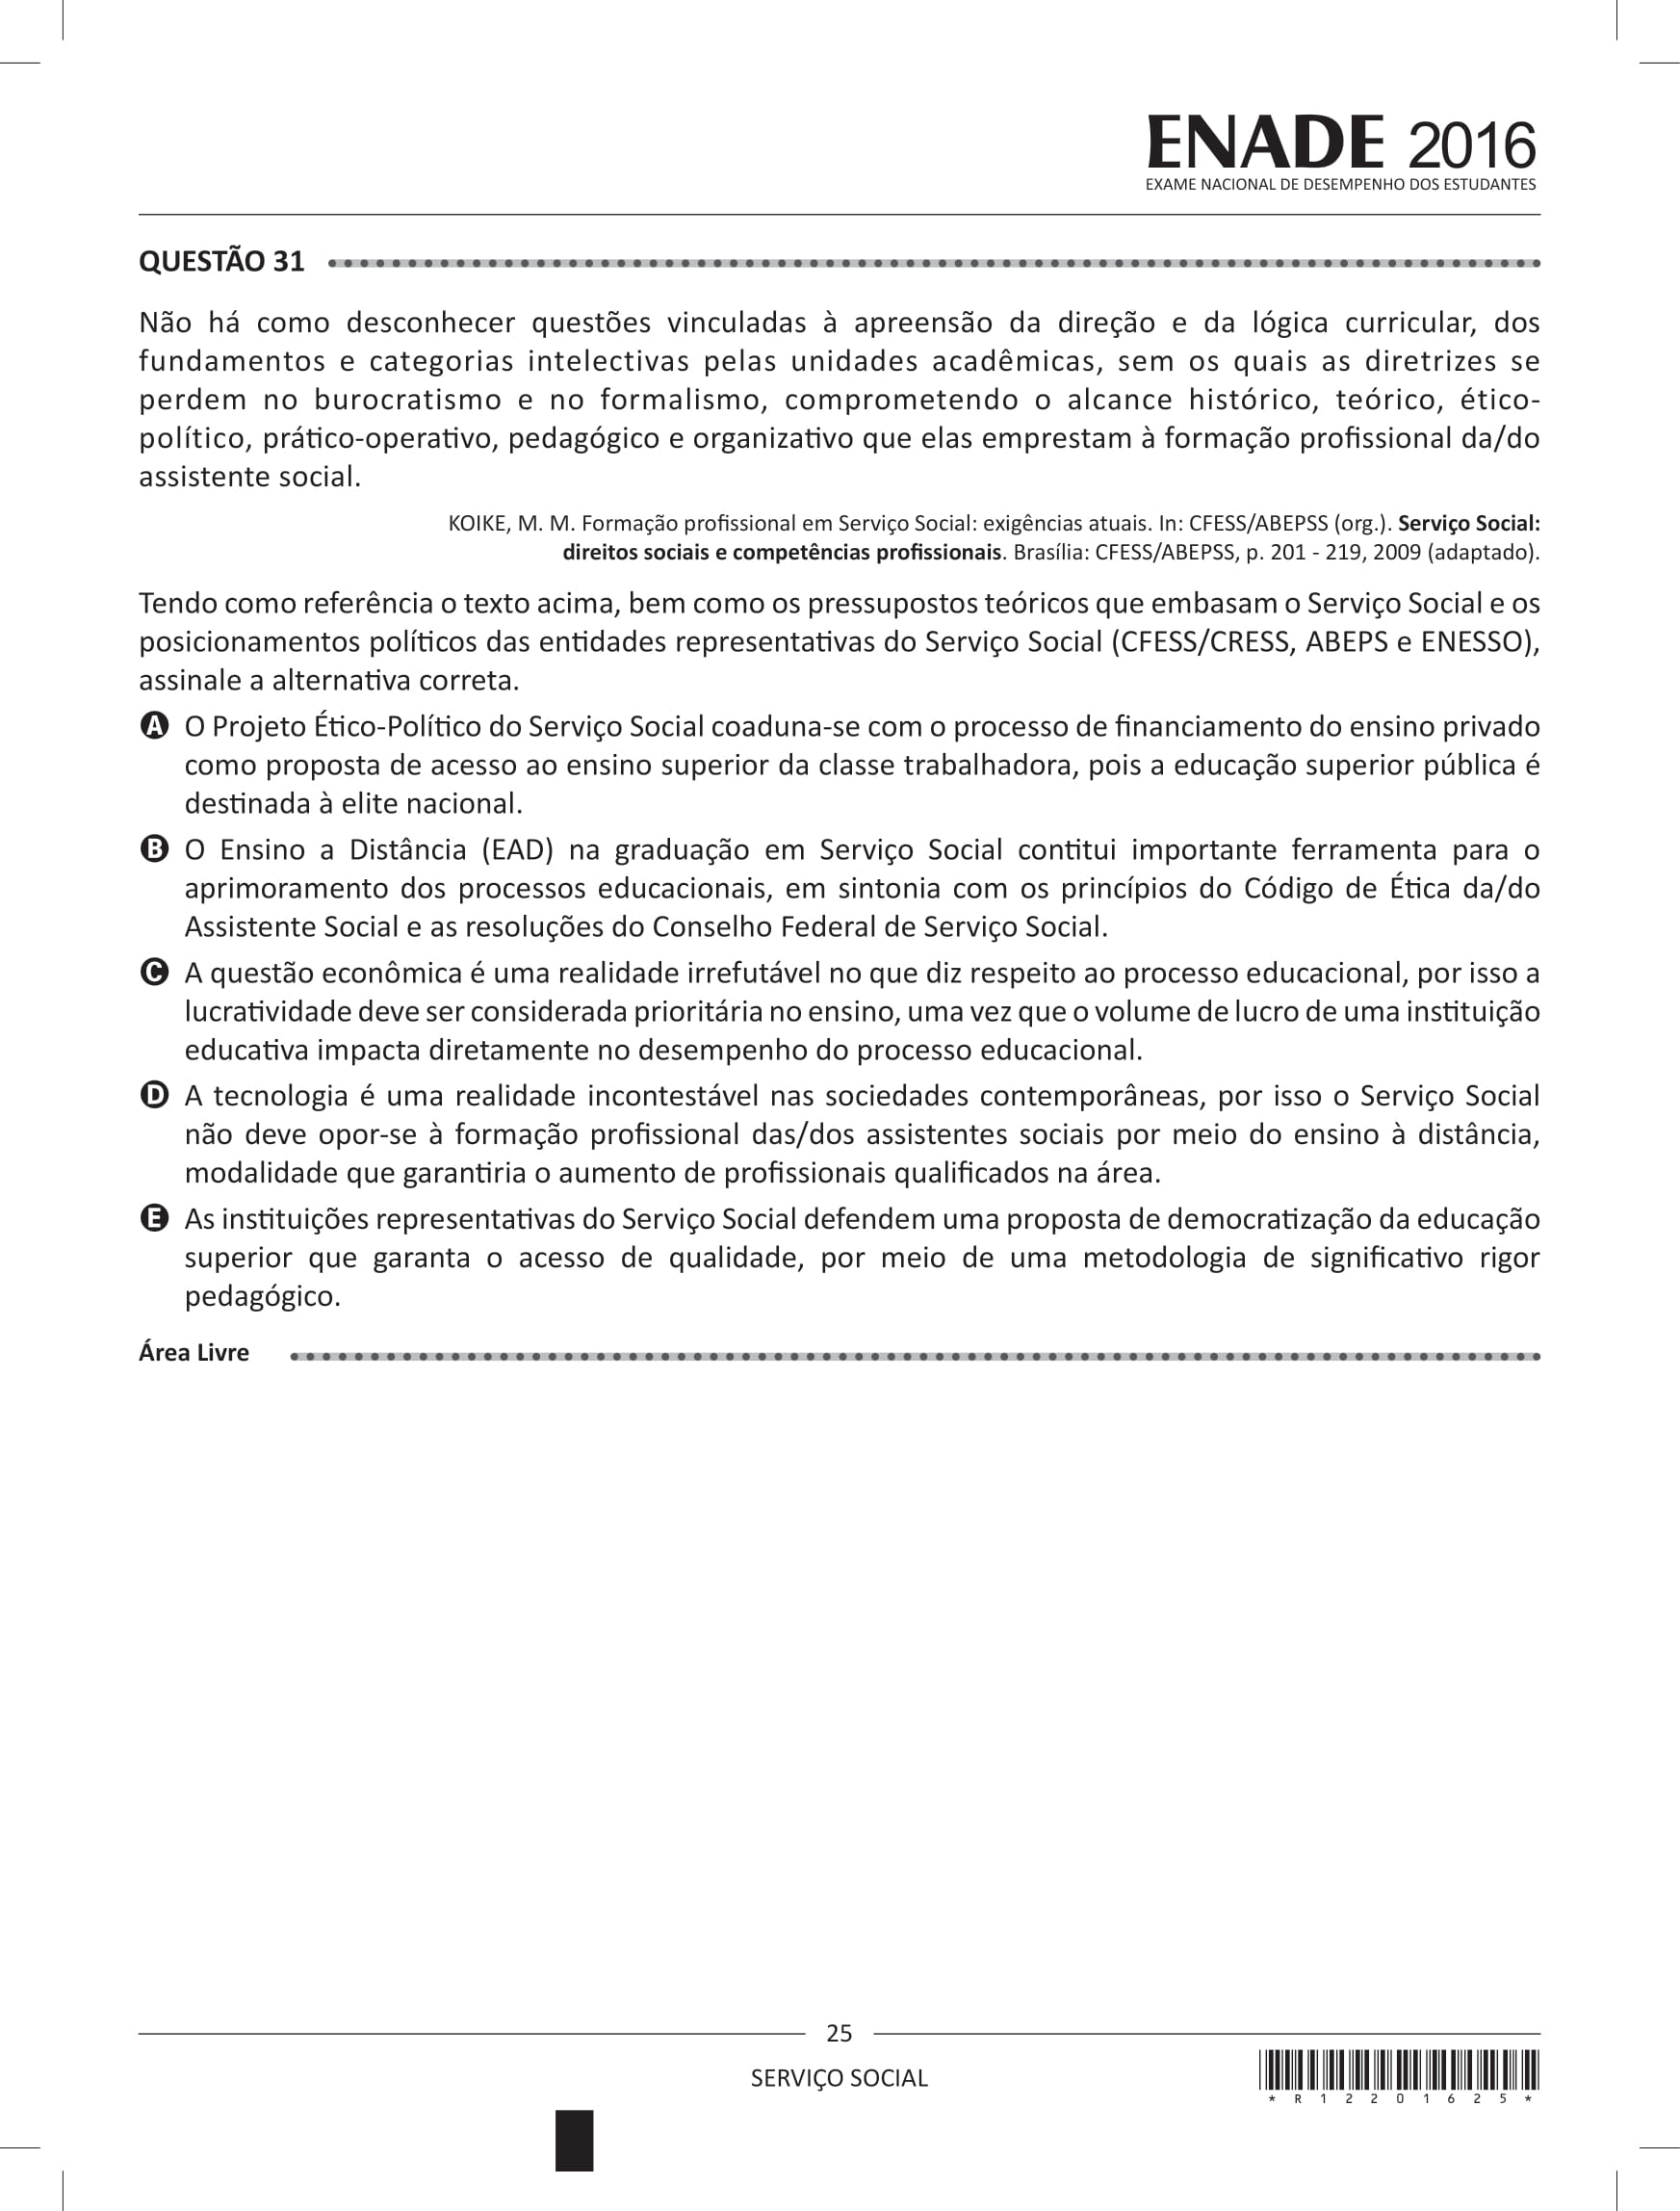 ENADE 2016
EXAME NACIONAL DE DESEMPENHO DOS ESTUDANTES
QUESTÃO 31
Não há como desconhecer questões vinculadas à apreensão da direção e da lógica curricular, dos
fundamentos e categorias intelectivas pelas unidades acadêmicas, sem os quais as diretrizes se
perdem no burocratismo e no formalismo, comprometendo o alcance histórico, teórico, ético-
político, prático-operativo, pedagógico e organizativo que elas emprestam à formação profissional da/do
assistente social.
KOIKE, M. M. Formação profissional em Serviço Social: exigências atuais. In: CFESS/ABEPSS (org.). Serviço Social:
direitos sociais e competências profissionais. Brasília: CFESS/ABEPSS, p. 201 - 219, 2009 (adaptado).
Tendo como referência o texto acima, bem como os pressupostos teóricos que embasam o Serviço Social e os
posicionamentos políticos das entidades representativas do Serviço Social (CFESS/CRESS, ABEPS e ENESSO),
assinale a alternativa correta.
A O Projeto Ético-Político do Serviço Social coaduna-se com o processo de financiamento do ensino privado
como proposta de acesso ao ensino superior da classe trabalhadora, pois a educação superior pública é
destinada à elite nacional.
B O Ensino a Distância (EAD) na graduação em Serviço Social contitui importante ferramenta para o
aprimoramento dos processos educacionais, em sintonia com os princípios do Código de Ética da/do
Assistente Social e as resoluções do Conselho Federal de Serviço Social.
C A questão econômica é uma realidade irrefutável no que diz respeito ao processo educacional, por isso a
lucratividade deve ser considerada prioritária no ensino, uma vez que o volume de lucro de uma instituição
educativa impacta diretamente no desempenho do processo educacional.
D A tecnologia é uma realidade incontestável nas sociedades contemporâneas, por isso o Serviço Social
não deve opor-se à formação profissional das/dos assistentes sociais por meio do ensino à distância,
modalidade que garantiria o aumento de profissionais qualificados na área.
E As instituições representativas do Serviço Social defendem uma proposta de democratização da educação
superior que garanta o acesso de qualidade, por meio de uma metodologia de significativo rigor
pedagógico.
Área Livre
25
SERVIÇO SOCIAL
* R 1 2 2 0 1 6 2 5 *